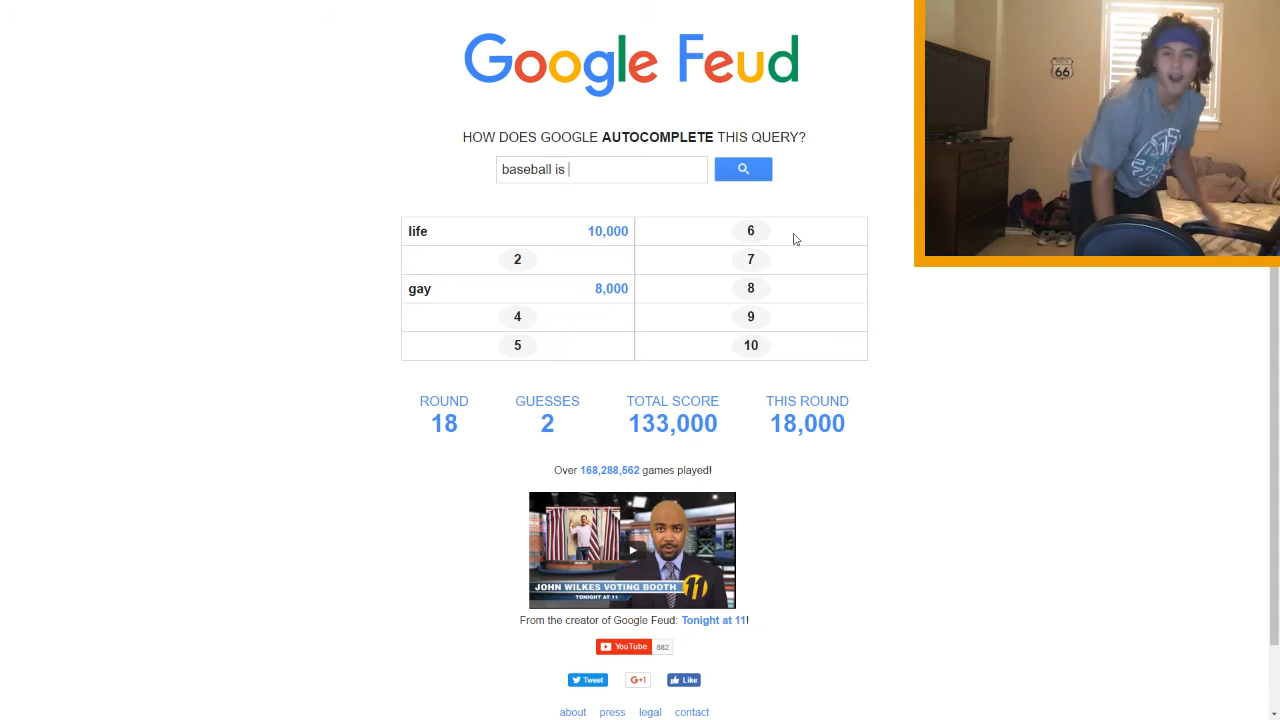 Google Feud
HOW DOES GOOGLE AUTOCOMPLETE THIS QUERY?
baseball is
life 10,000 6
2 7
gay 8,000 8
4 9
5 10
ROUND GUESSES TOTAL SCORE THIS ROUND
18 2 133,000 18,000
Over 168,288,562 games played!
JOHN WILKES VOTING BOOTH
TONIGHT AT 11
11
From the creator of Google Feud: Tonight at 11!
YouTube 882
Tweet G+1 Like
about press legal contact
66